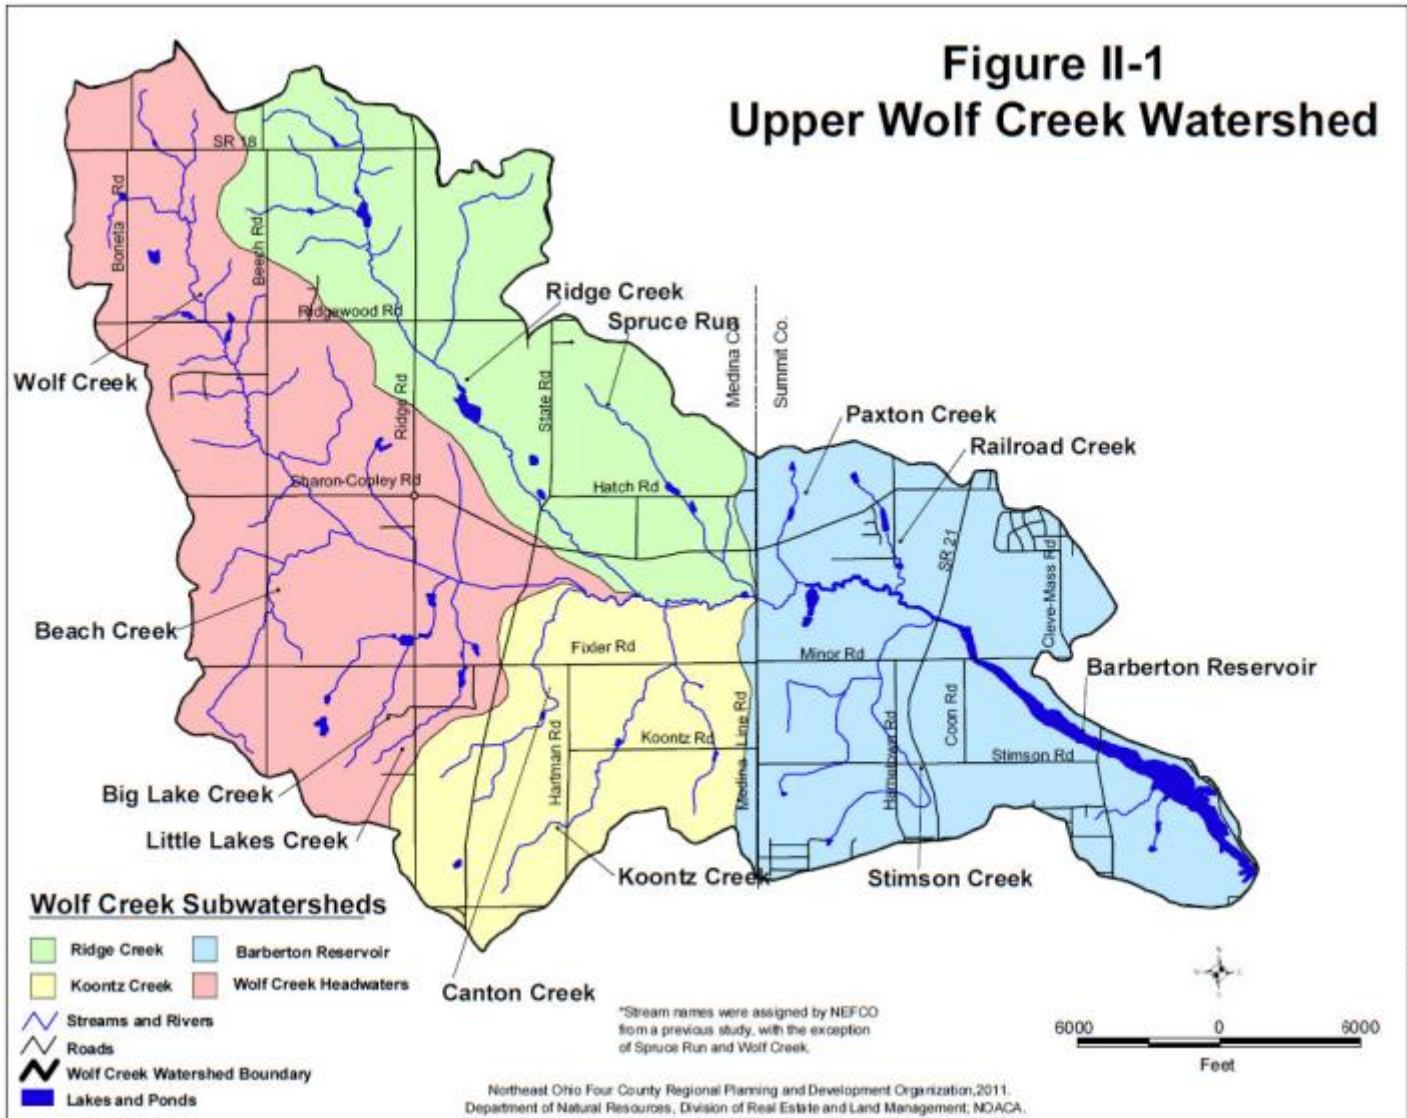 Figure II-1
Upper Wolf Creek Watershed
SR 18
Boneta Rd
Beech Rd
Ridgewood Rd
Ridge Creek
Spruce Run
Medina Co.
Summit Co.
Wolf Creek
Ridge Rd
State Rd
Paxton Creek
Railroad Creek
Sharon-Copley Rd
Hatch Rd
SR 21
Cleve-Mass Rd
Beach Creek
Fixler Rd
Minor Rd
Barberton Reservoir
Hartman Rd
Koontz Rd
Medina Line Rd
Hametown Rd
Coon Rd
Stimson Rd
Big Lake Creek
Little Lakes Creek
Koontz Creek
Stimson Creek
Canton Creek
Wolf Creek Subwatersheds
Ridge Creek
Barberton Reservoir
Koontz Creek
Wolf Creek Headwaters
Streams and Rivers
Roads
Wolf Creek Watershed Boundary
Lakes and Ponds
*Stream names were assigned by NEFCO
from a previous study, with the exception
of Spruce Run and Wolf Creek.
6000 0 6000
Feet
Northeast Ohio Four County Regional Planning and Development Organization,2011.
Department of Natural Resources, Division of Real Estate and Land Management; NOACA.